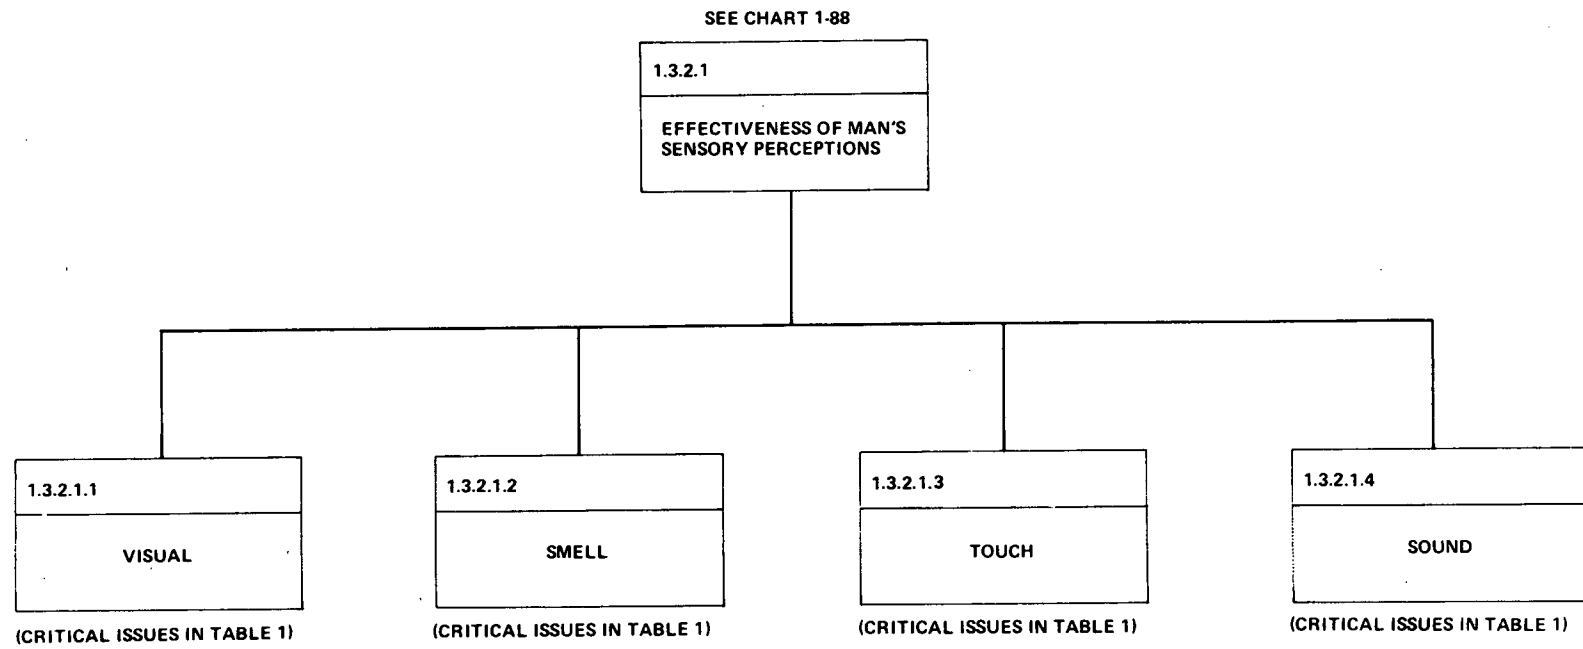 SEE CHART 1-88
1.3.2.1
EFFECTIVENESS OF MAN'S
SENSORY PERCEPTIONS
1.3.2.1.1
VISUAL
(CRITICAL ISSUES IN TABLE 1)
1.3.2.1.2
SMELL
(CRITICAL ISSUES IN TABLE 1)
1.3.2.1.3
TOUCH
(CRITICAL ISSUES IN TABLE 1)
1.3.2.1.4
SOUND
(CRITICAL ISSUES IN TABLE 1)